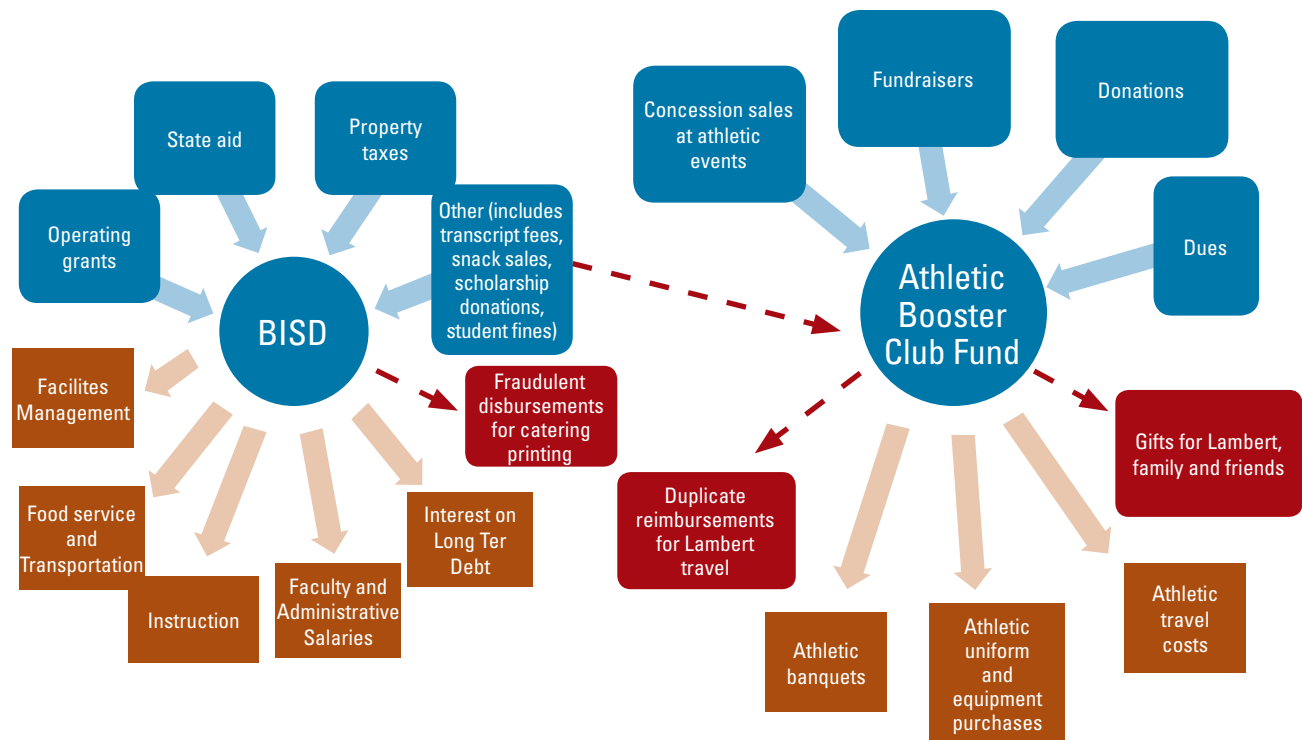 State aid
Property
taxes
Operating
grants
Other (includes
transcript fees,
snack sales,
scholarship
donations,
student fines)
BISD
Facilites
Management
Food service
and
Transportation
Instruction
Faculty and
Administrative
Salaries
Interest on
Long Ter
Debt
Fraudulent
disbursements
for catering
printing
Concession sales
at athletic
events
Fundraisers
Donations
Dues
Athletic
Booster
Club Fund
Duplicate
reimbursements
for Lambert
travel
Gifts for Lambert,
family and friends
Athletic
banquets
Athletic
uniform
and
equipment
purchases
Athletic
travel
costs